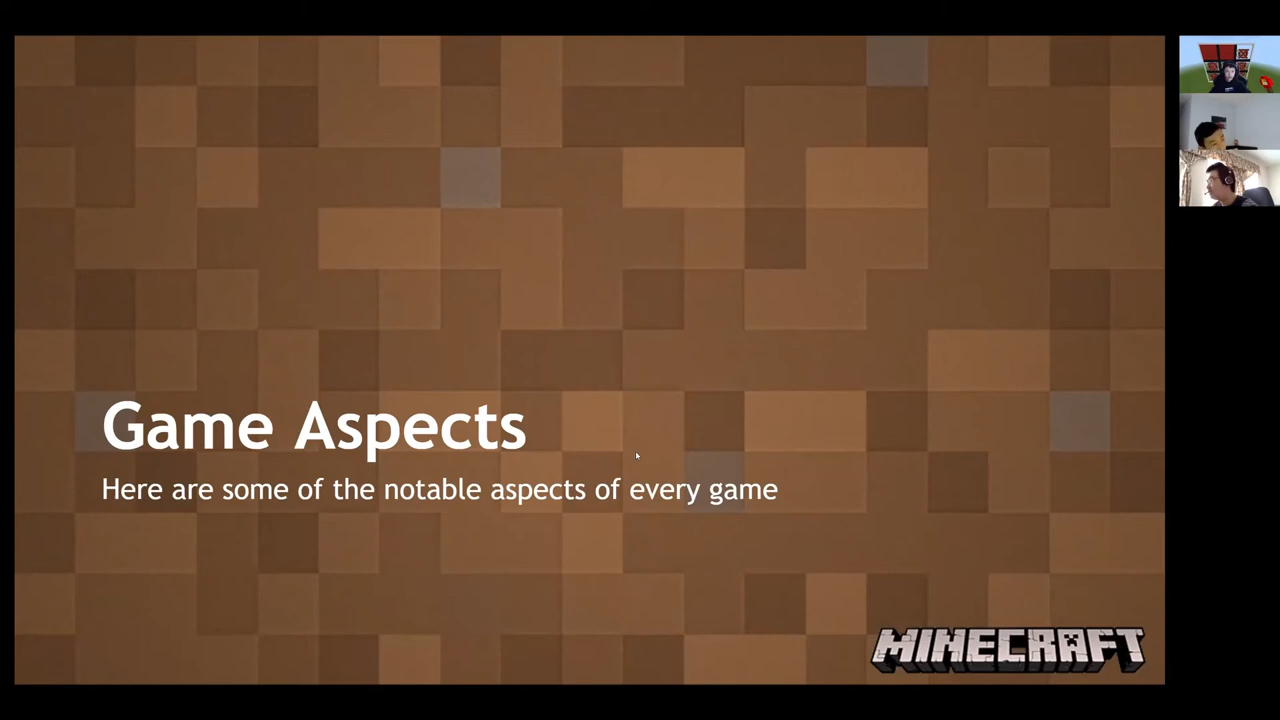 Game Aspects
Here are some of the notable aspects of every game
MINECRAFT